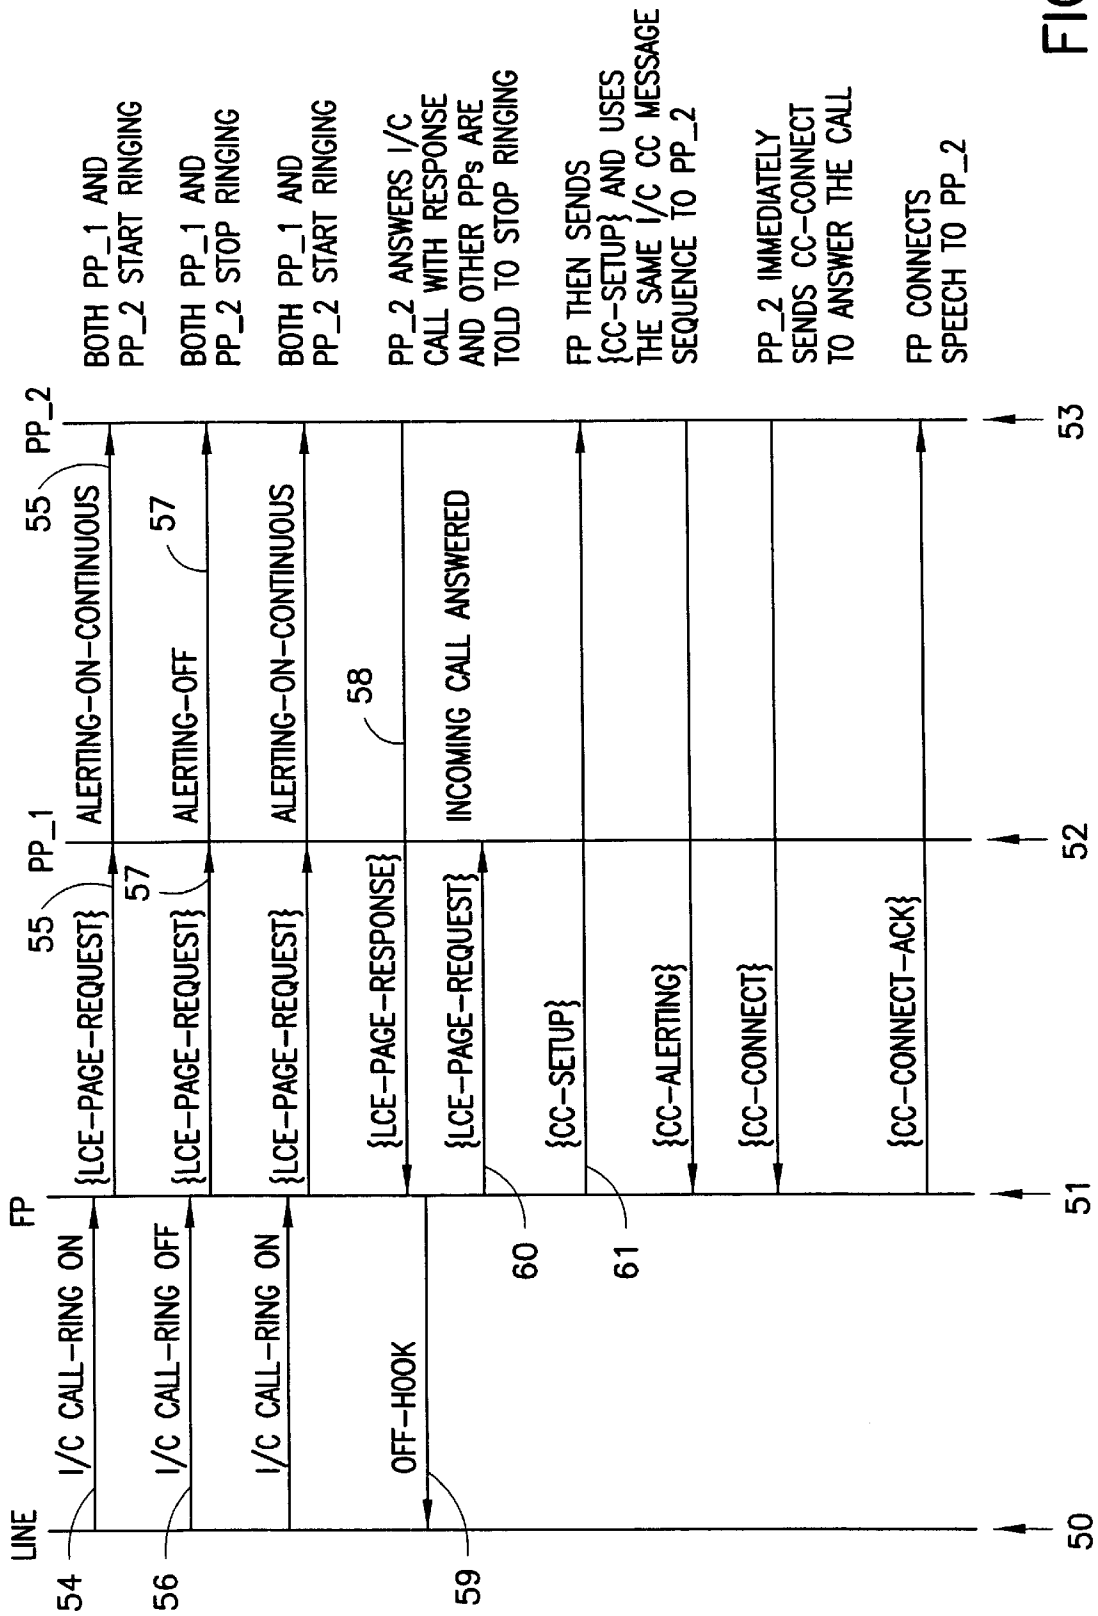 LINE
FP
PP_1
PP_2
54
I/C CALL-RING ON
{LCE-PAGE-REQUEST}
55
ALERTING-ON-CONTINUOUS
55
BOTH PP_1 AND
PP_2 START RINGING
56
I/C CALL-RING OFF
{LCE-PAGE-REQUEST}
57
ALERTING-OFF
57
BOTH PP_1 AND
PP_2 STOP RINGING
I/C CALL-RING ON
{LCE-PAGE-REQUEST}
ALERTING-ON-CONTINUOUS
BOTH PP_1 AND
PP_2 START RINGING
59
OFF-HOOK
{LCE-PAGE-RESPONSE}
58
PP_2 ANSWERS I/C
CALL WITH RESPONSE
AND OTHER PPs ARE
TOLD TO STOP RINGING
60
{LCE-PAGE-REQUEST}
INCOMING CALL ANSWERED
61
{CC-SETUP}
FP THEN SENDS
{CC-SETUP} AND USES
THE SAME I/C CC MESSAGE
SEQUENCE TO PP_2
{CC-ALERTING}
{CC-CONNECT}
PP_2 IMMEDIATELY
SENDS CC-CONNECT
TO ANSWER THE CALL
{CC-CONNECT-ACK}
FP CONNECTS
SPEECH TO PP_2
50
51
52
53
FIG